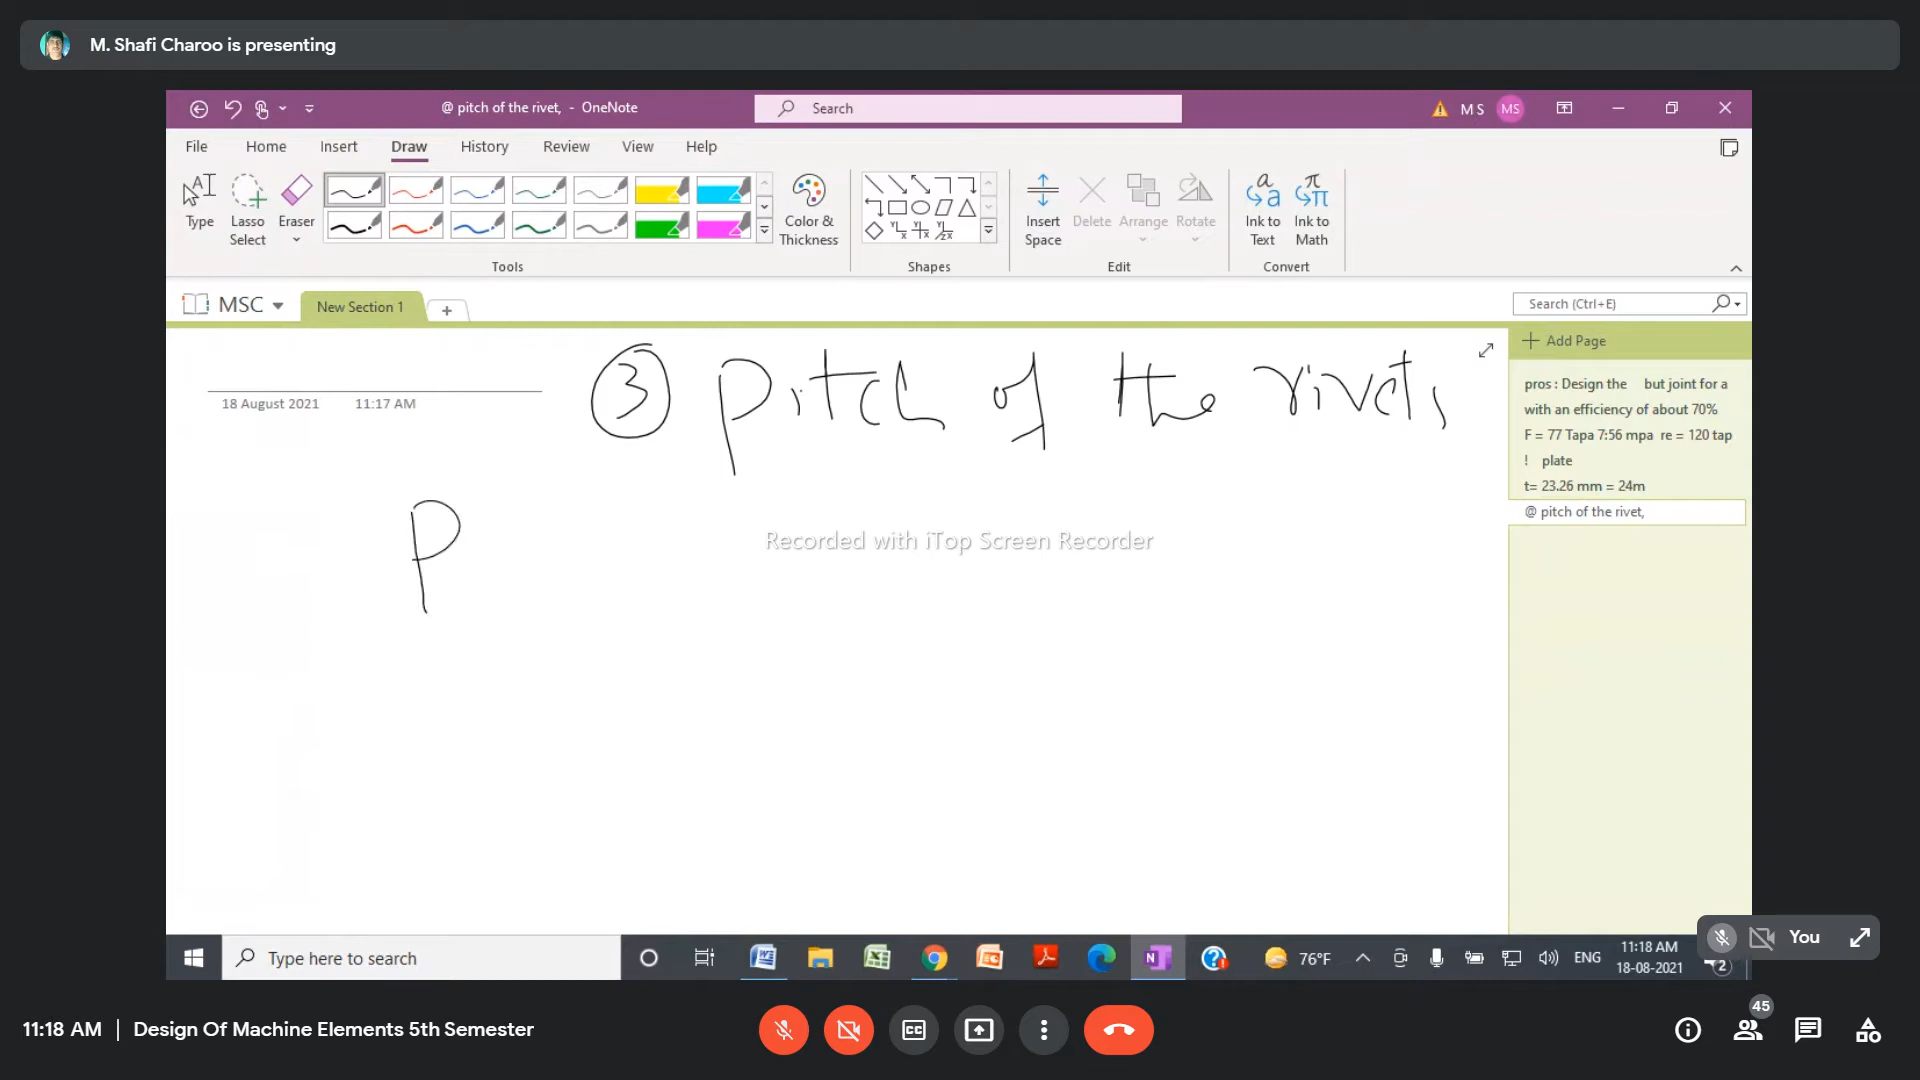 M. Shafi Charoo is presenting
@ pitch of the rivet, - OneNote
Search
M S
MS
File Home Insert Draw History Review View Help
Type
Lasso Select
Eraser
Color & Thickness
Insert Space
Delete
Arrange
Rotate
Ink to Text
Ink to Math
Tools
Shapes
Edit
Convert
MSC
New Section 1
Search (Ctrl+E)
Add Page
pros : Design the but joint for a
with an efficiency of about 70%
F = 77 Tapa 7:56 mpa re = 120 tap
! plate
t= 23.26 mm = 24m
@ pitch of the rivet,
③ pitch of the rivets,
18 August 2021 11:17 AM
P
Recorded with iTop Screen Recorder
Type here to search
76°F
ENG
11:18 AM
18-08-2021
2
You
11:18 AM | Design Of Machine Elements 5th Semester
CC
45